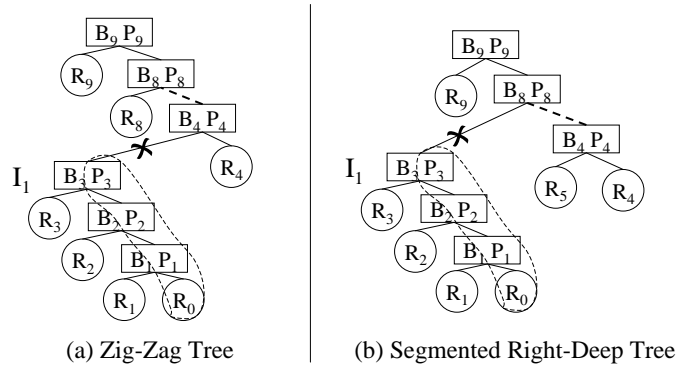 B₉ P₉
R₉
B₈ P₈
R₈
B₄ P₄
R₄
I₁
B₃ P₃
R₃
B₂ P₂
R₂
B₁ P₁
R₁
R₀
(a) Zig-Zag Tree
B₉ P₉
R₉
B₈ P₈
B₄ P₄
R₅
R₄
I₁
B₃ P₃
R₃
B₂ P₂
R₂
B₁ P₁
R₁
R₀
(b) Segmented Right-Deep Tree